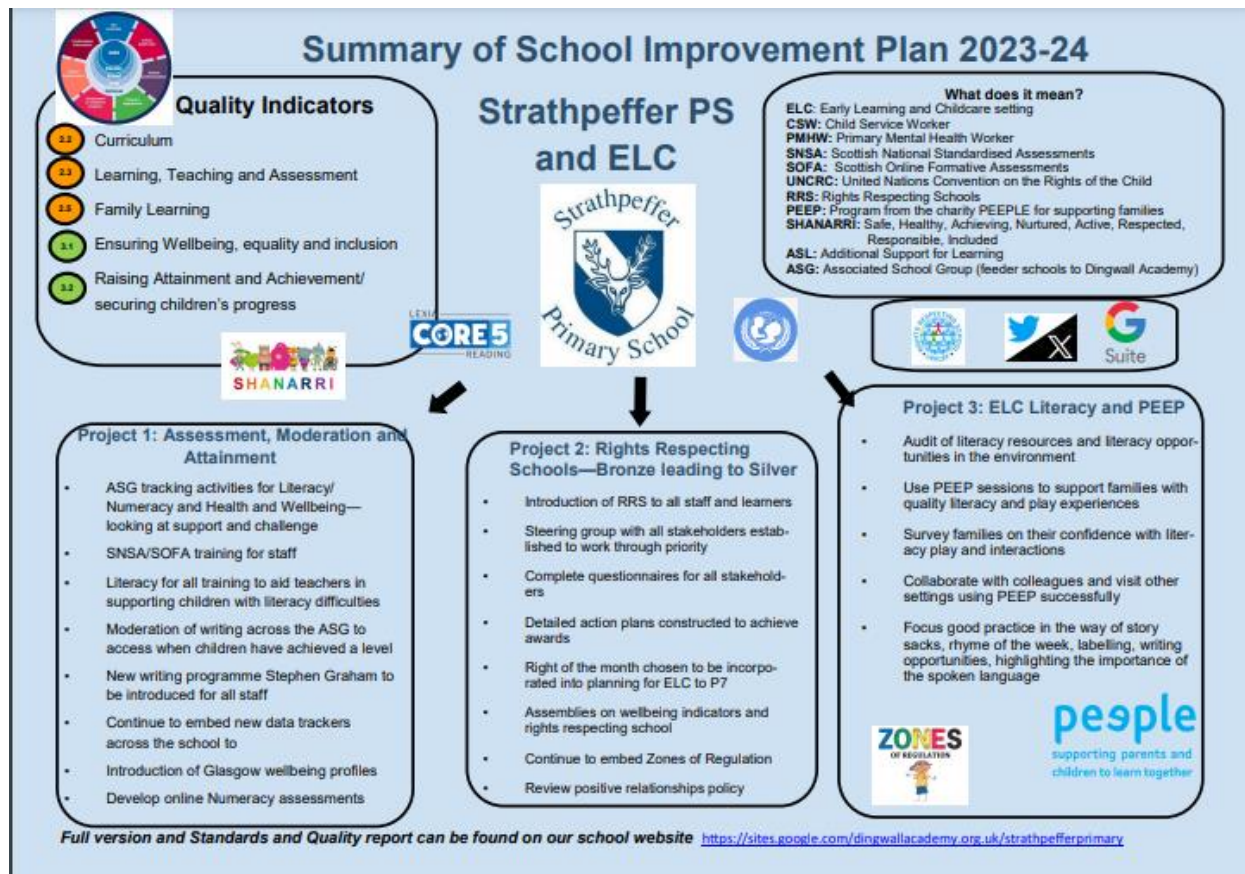 Summary of School Improvement Plan 2023-24
Strathpeffer PS
and ELC
Quality Indicators
2.2 Curriculum
2.3 Learning, Teaching and Assessment
2.5 Family Learning
3.1 Ensuring Wellbeing, equality and inclusion
3.2 Raising Attainment and Achievement/
securing children's progress
SHANARRI
LEXIA
CORE5
READING
Strathpeffer
Primary School
What does it mean?
ELC: Early Learning and Childcare setting
CSW: Child Service Worker
PMHW: Primary Mental Health Worker
SNSA: Scottish National Standardised Assessments
SOFA: Scottish Online Formative Assessments
UNCRC: United Nations Convention on the Rights of the Child
RRS: Rights Respecting Schools
PEEP: Program from the charity PEEPLE for supporting families
SHANARRI: Safe, Healthy, Achieving, Nurtured, Active, Respected,
Responsible, Included
ASL: Additional Support for Learning
ASG: Associated School Group (feeder schools to Dingwall Academy)
X
G
Suite
Project 1: Assessment, Moderation and
Attainment
• ASG tracking activities for Literacy/
Numeracy and Health and Wellbeing—
looking at support and challenge
• SNSA/SOFA training for staff
• Literacy for all training to aid teachers in
supporting children with literacy difficulties
• Moderation of writing across the ASG to
access when children have achieved a level
• New writing programme Stephen Graham to
be introduced for all staff
• Continue to embed new data trackers
across the school to
• Introduction of Glasgow wellbeing profiles
• Develop online Numeracy assessments
Project 2: Rights Respecting
Schools—Bronze leading to Silver
• Introduction of RRS to all staff and learners
• Steering group with all stakeholders estab-
lished to work through priority
• Complete questionnaires for all stakehold-
ers
• Detailed action plans constructed to achieve
awards
• Right of the month chosen to be incorpo-
rated into planning for ELC to P7
• Assemblies on wellbeing indicators and
rights respecting school
• Continue to embed Zones of Regulation
• Review positive relationships policy
Project 3: ELC Literacy and PEEP
• Audit of literacy resources and literacy oppor-
tunities in the environment
• Use PEEP sessions to support families with
quality literacy and play experiences
• Survey families on their confidence with liter-
acy play and interactions
• Collaborate with colleagues and visit other
settings using PEEP successfully
• Focus good practice in the way of story
sacks, rhyme of the week, labelling, writing
opportunities, highlighting the importance of
the spoken language
ZONES
OF REGULATION
peeple
supporting parents and
children to learn together
Full version and Standards and Quality report can be found on our school website https://sites.google.com/dingwallacademy.org.uk/strathpefferprimary